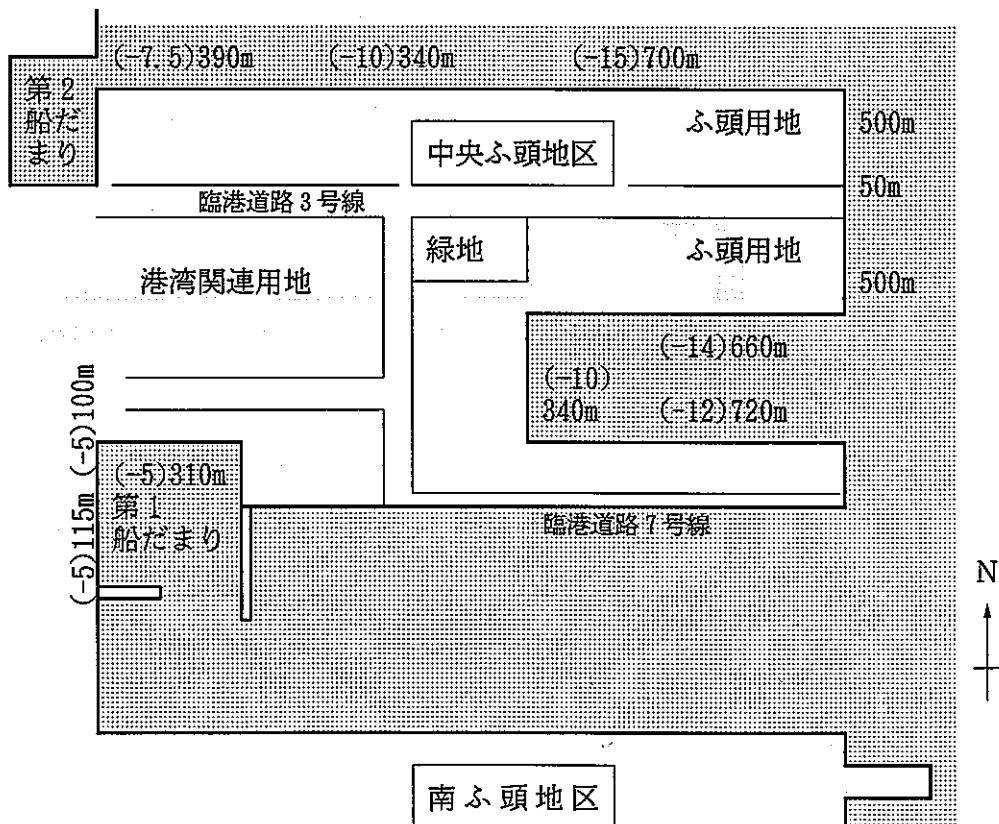 (-7.5)390m
(-10)340m
(-15)700m
第2
船だ
まり
ふ頭用地
500m
中央ふ頭地区
50m
臨港道路3号線
緑地
ふ頭用地
港湾関連用地
500m
(-14)660m
(-10)
340m
(-12)720m
(-5)100m
(-5)115m
(-5)310m
第1
船だまり
臨港道路7号線
N
南ふ頭地区